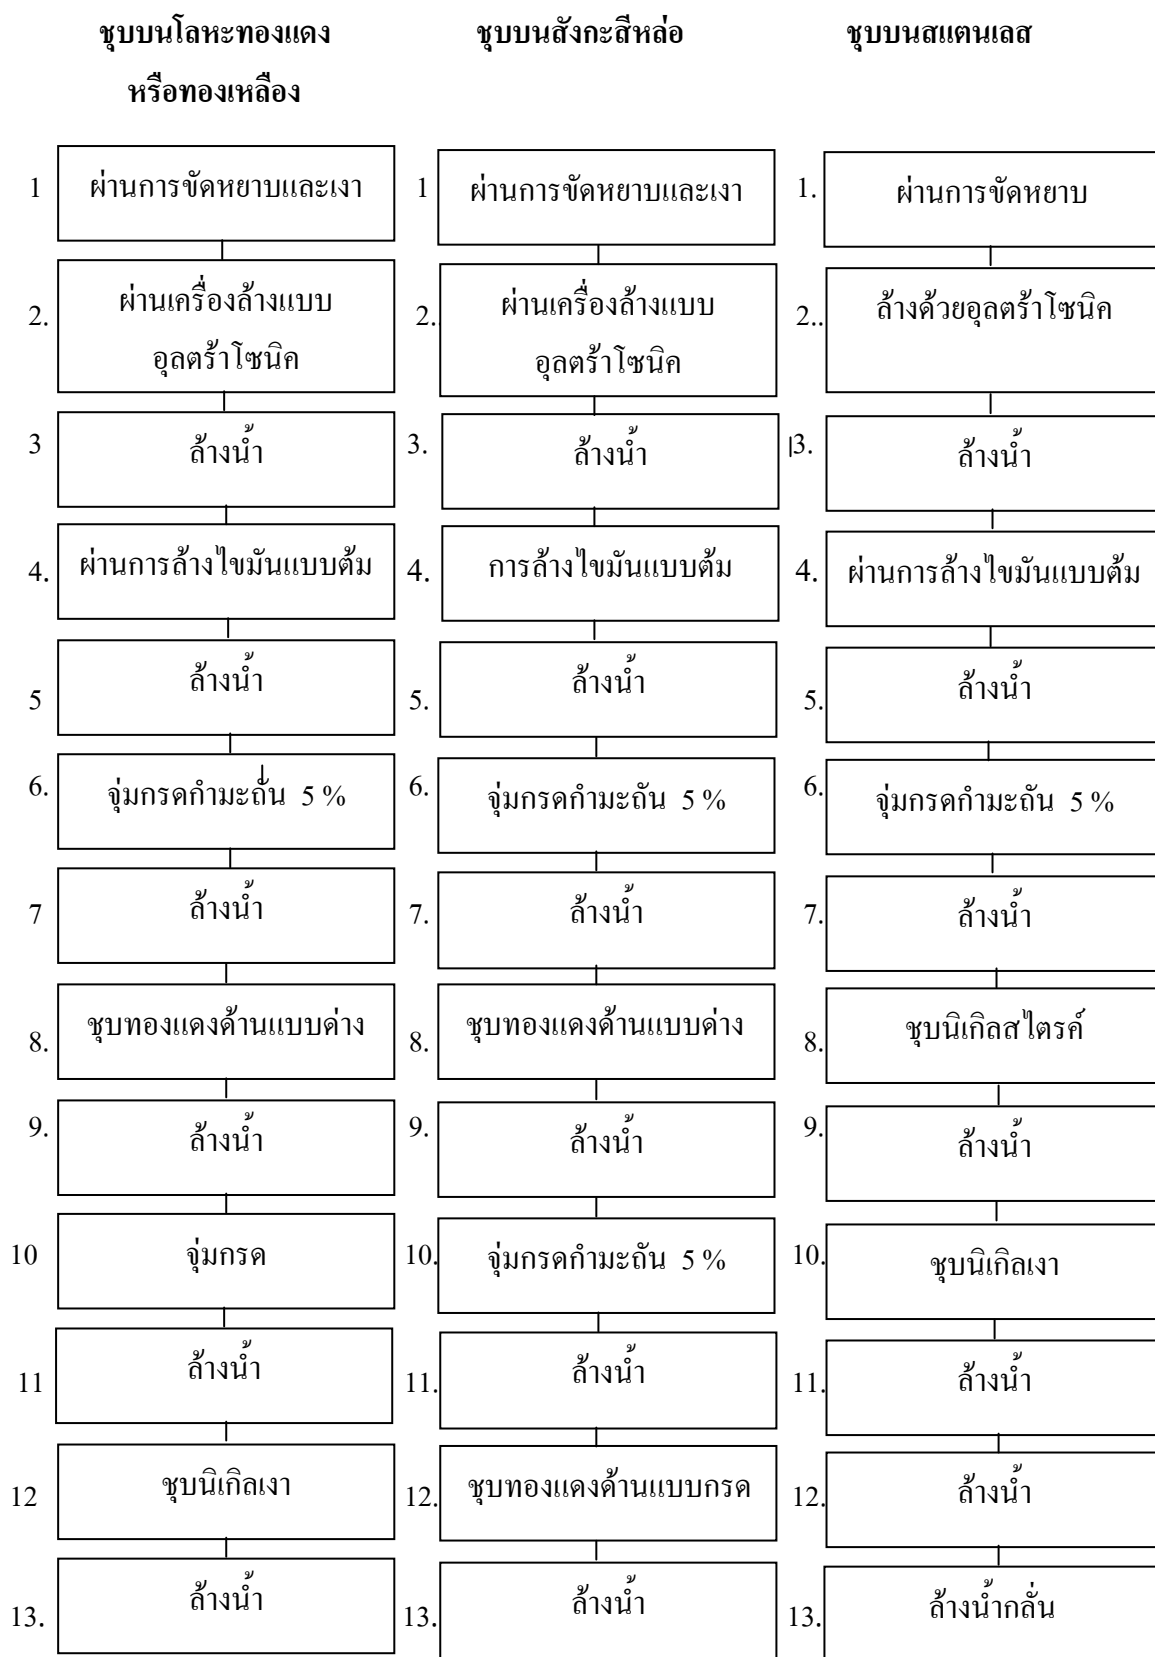 ชุบบนโลหะทองแดง
หรือทองเหลือง
1 ผ่านการขัดหยาบและเงา
2. ผ่านเครื่องล้างแบบ
อุลตร้าโซนิค
3 ล้างน้ำ
4. ผ่านการล้างไขมันแบบต้ม
5 ล้างน้ำ
6. จุ่มกรดกำมะถัน 5 %
7 ล้างน้ำ
8. ชุบทองแดงด้านแบบด่าง
9. ล้างน้ำ
10 จุ่มกรด
11 ล้างน้ำ
12 ชุบนิเกิลเงา
13. ล้างน้ำ
ชุบบนสังกะสีหล่อ
1 ผ่านการขัดหยาบและเงา
2.. ผ่านเครื่องล้างแบบ
อุลตร้าโซนิค
3. ล้างน้ำ
4. การล้างไขมันแบบต้ม
5. ล้างน้ำ
6. จุ่มกรดกำมะถัน 5 %
7. ล้างน้ำ
8. ชุบทองแดงด้านแบบด่าง
9. ล้างน้ำ
10. จุ่มกรดกำมะถัน 5 %
11. ล้างน้ำ
12. ชุบทองแดงด้านแบบกรด
13. ล้างน้ำ
ชุบบนสแตนเลส
1. ผ่านการขัดหยาบ
2.. ล้างด้วยอุลตร้าโซนิค
3. ล้างน้ำ
4. ผ่านการล้างไขมันแบบต้ม
5. ล้างน้ำ
6. จุ่มกรดกำมะถัน 5 %
7. ล้างน้ำ
8. ชุบนิเกิลสไตรค์
9. ล้างน้ำ
10. ชุบนิเกิลเงา
11. ล้างน้ำ
12. ล้างน้ำ
13. ล้างน้ำกลั่น